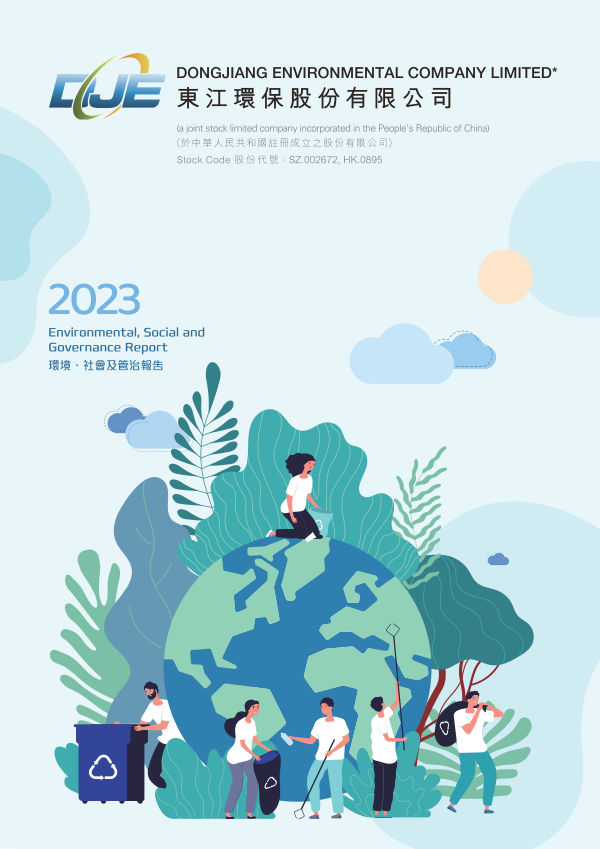 DJE
DONGJIANG ENVIRONMENTAL COMPANY LIMITED*
東江環保股份有限公司
(a joint stock limited company incorporated in the People's Republic of China)
(於中華人民共和國註冊成立之股份有限公司)
Stock Code 股份代號：SZ.002672, HK.0895
2023
Environmental, Social and
Governance Report
環境、社會及管治報告